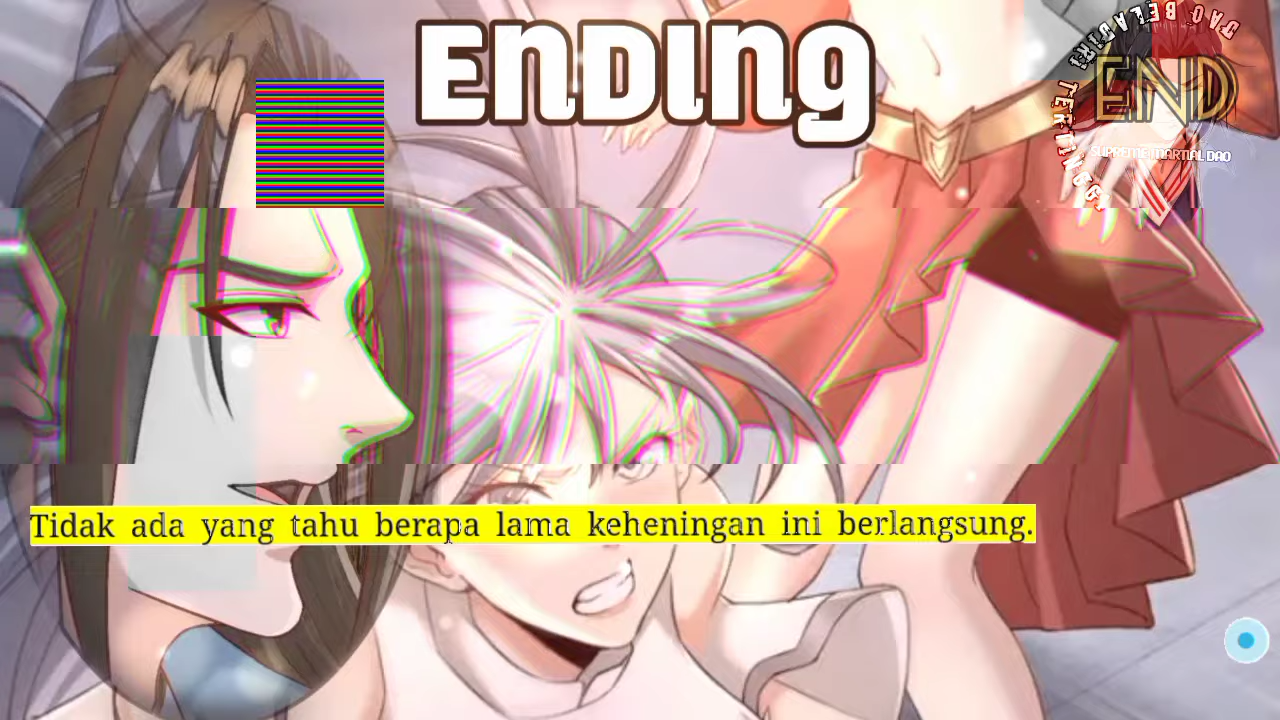 ENDING
DAO BELADIRI
TERTINGGI
END
SUPREME MARTIAL DAO
Tidak ada yang tahu berapa lama keheningan ini berlangsung.